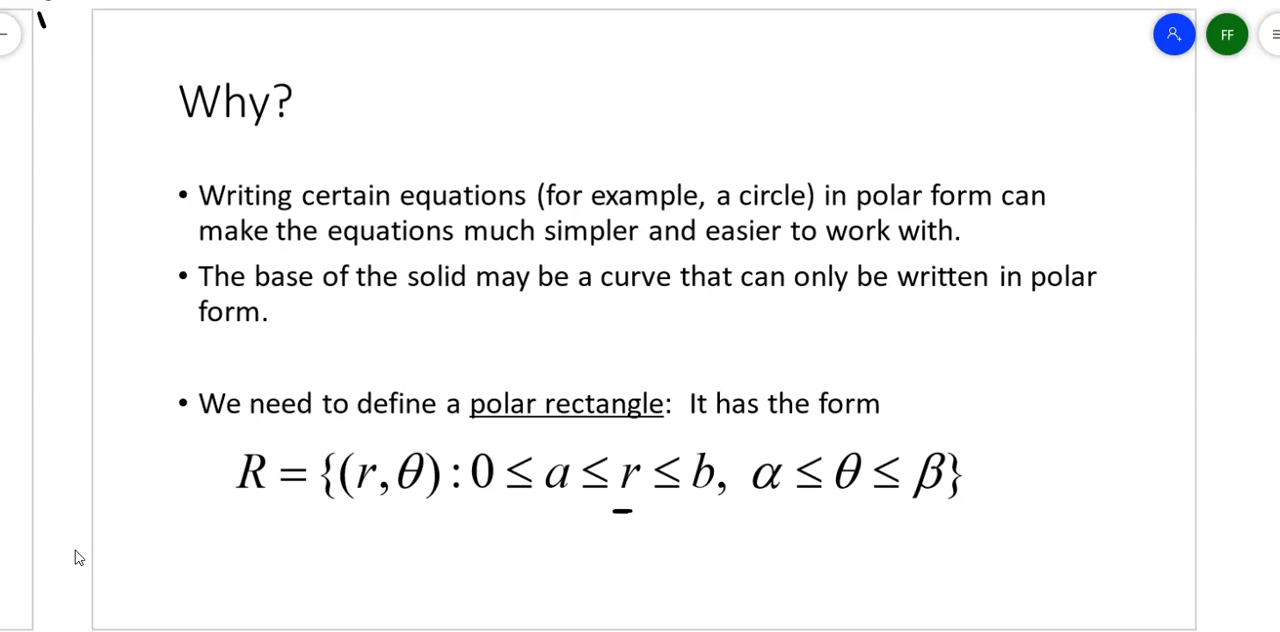 FF
Why?
• Writing certain equations (for example, a circle) in polar form can
make the equations much simpler and easier to work with.
• The base of the solid may be a curve that can only be written in polar
form.
• We need to define a polar rectangle: It has the form
R = {(r, θ) : 0 ≤ a ≤ r ≤ b, α ≤ θ ≤ β}